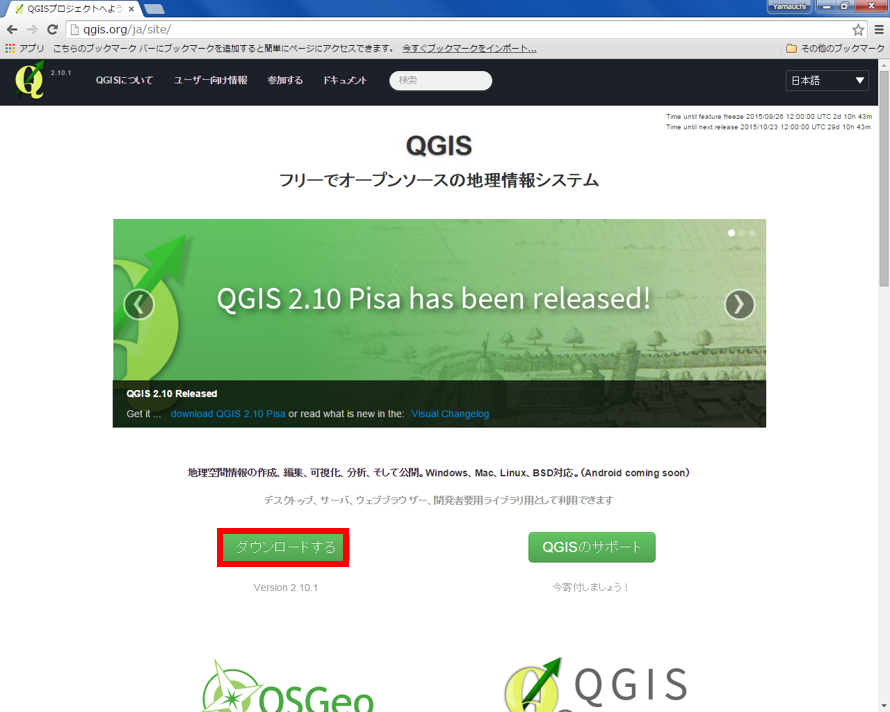 QGISプロジェクトへよう
Yamauchi
qgis.org/ja/site/
アプリ こちらのブックマーク バーにブックマークを追加すると簡単にページにアクセスできます。 今すぐブックマークをインポート... その他のブックマーク
2.10.1
QGISについて ユーザー向け情報 参加する ドキュメント 検索 日本語
Time until feature freeze 2015/09/26 12:00:00 UTC 2d 10h 43m
Time until next release 2015/10/23 12:00:00 UTC 29d 10h 43m
QGIS
フリーでオープンソースの地理情報システム
QGIS 2.10 Pisa has been released!
QGIS 2.10 Released
Get it ... download QGIS 2.10 Pisa or read what is new in the: Visual Changelog
地理空間情報の作成、編集、可視化、分析、そして公開。Windows、Mac、Linux、BSD対応。（Android coming soon）
デスクトップ、サーバ、ウェブブラウザー、開発者要用ライブラリ用として利用できます
ダウンロードする QGISのサポート
Version 2.10.1 今寄付しましょう！
OSGeo QGIS